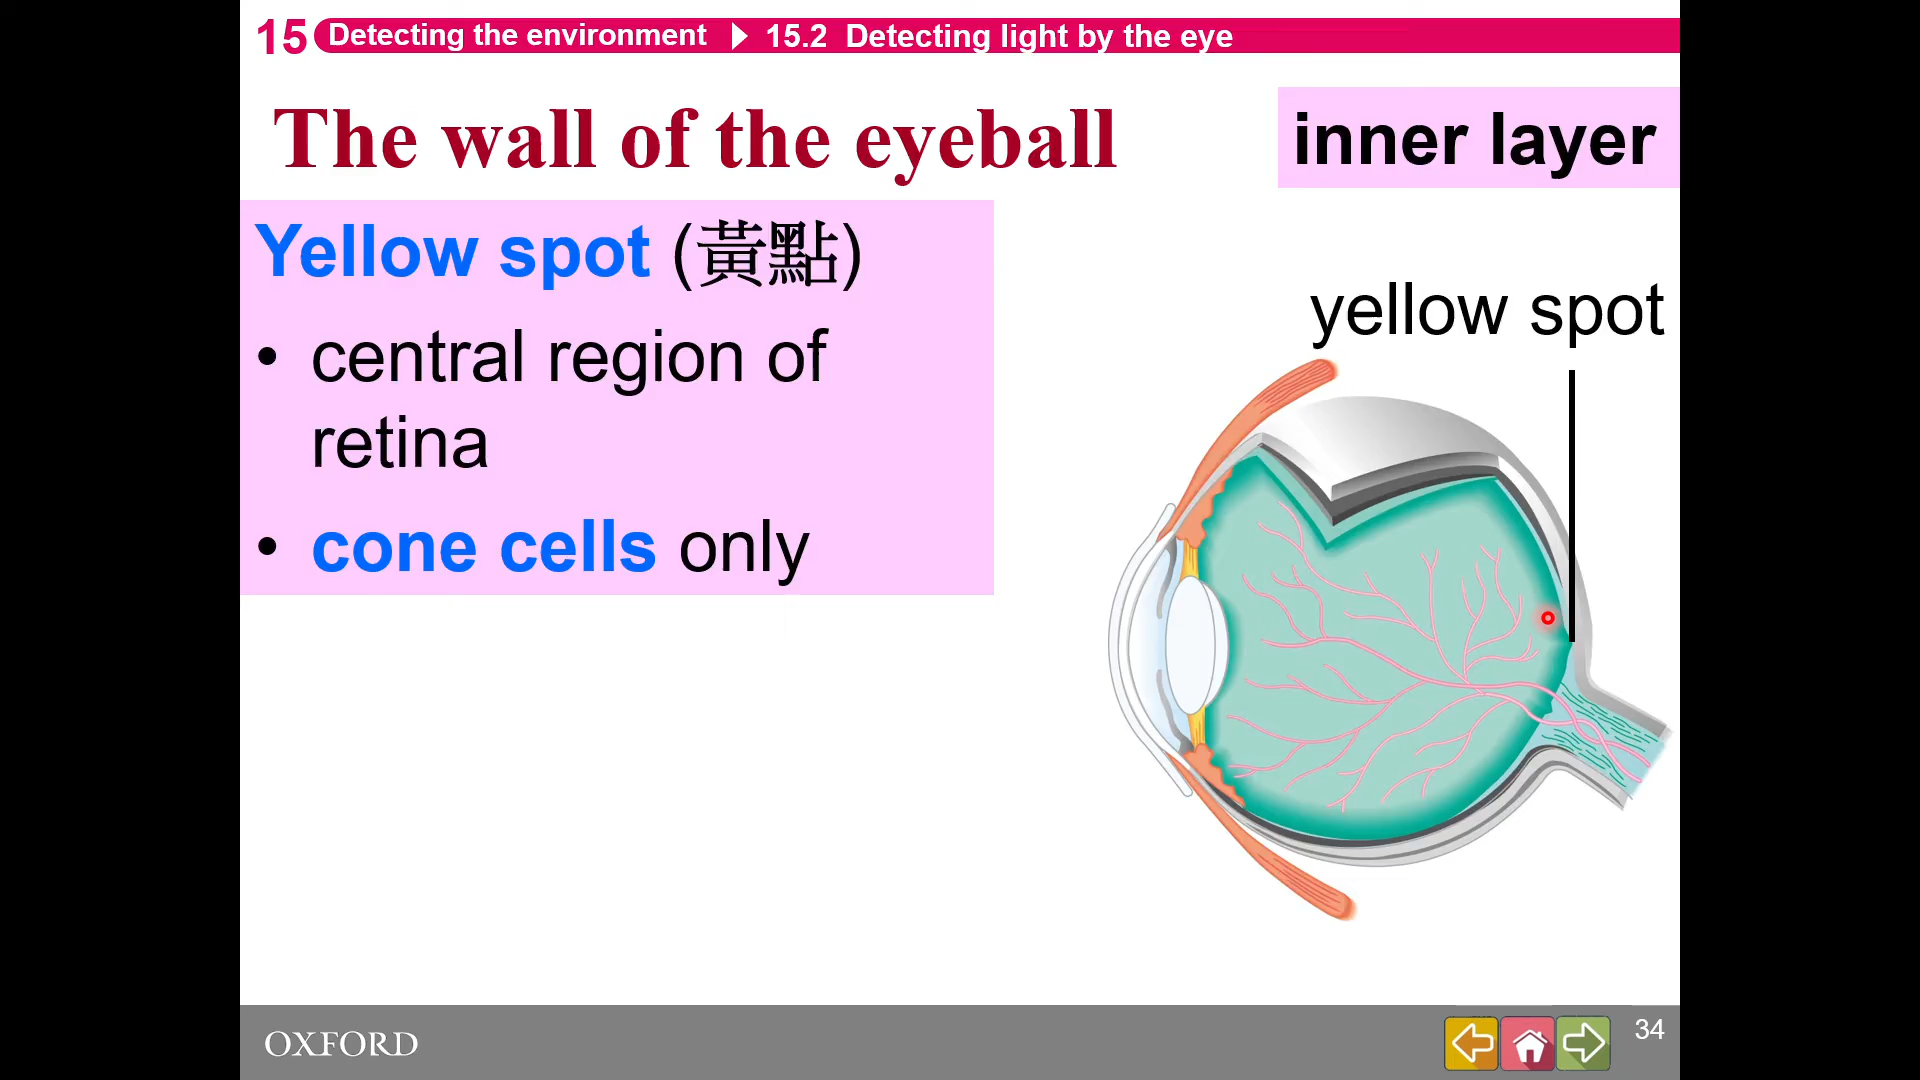 15 Detecting the environment 15.2 Detecting light by the eye
The wall of the eyeball
inner layer
Yellow spot (黃點)
• central region of
retina
• cone cells only
yellow spot
OXFORD
34